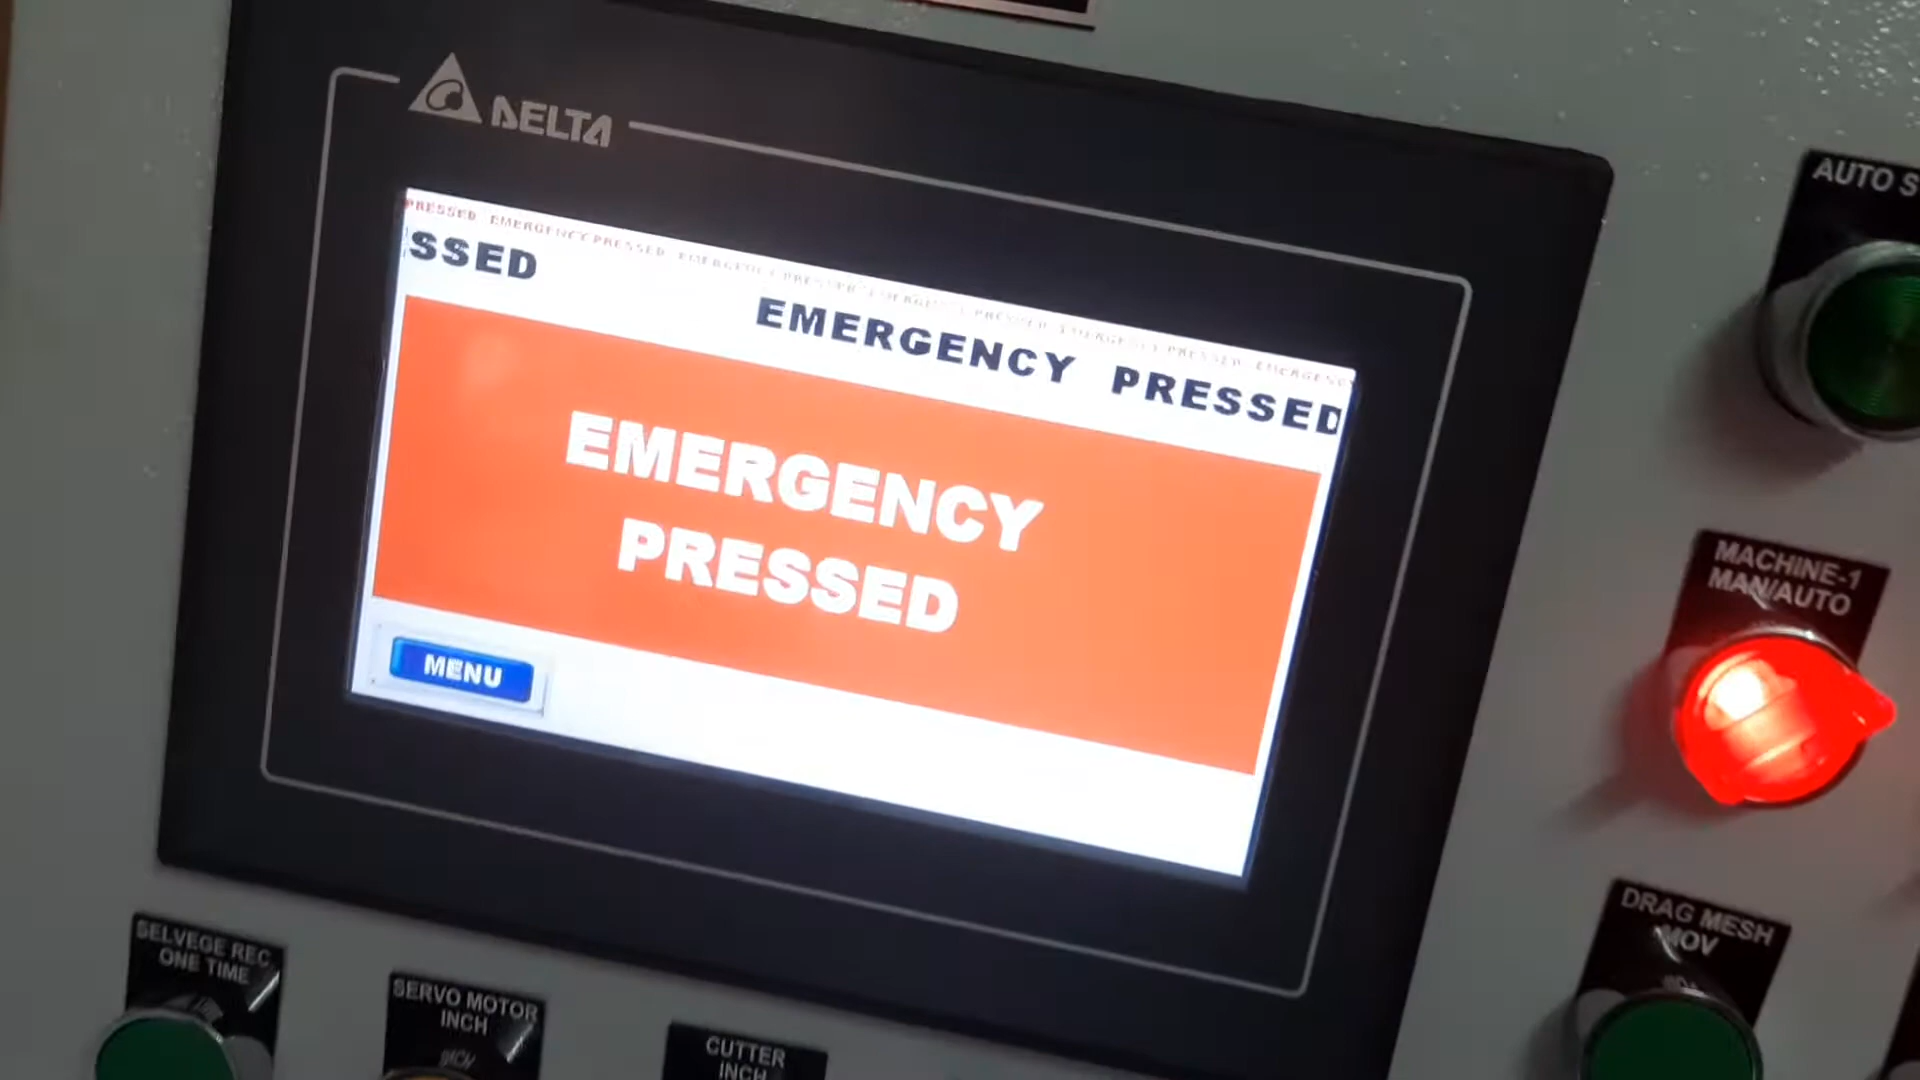 DELTA
PRESSED EMERGENCY PRESSED EMERGENCY PRESSED EMERGENCY PRESSED EMERGENCY PRESSED EMERGENCY
SSED EMERGENCY PRESSED
EMERGENCY
PRESSED
MENU
AUTO S
MACHINE-1
MAN/AUTO
DRAG MESH
MOV
SELVEGE REC
ONE TIME
SERVO MOTOR
INCH
CUTTER
INCH